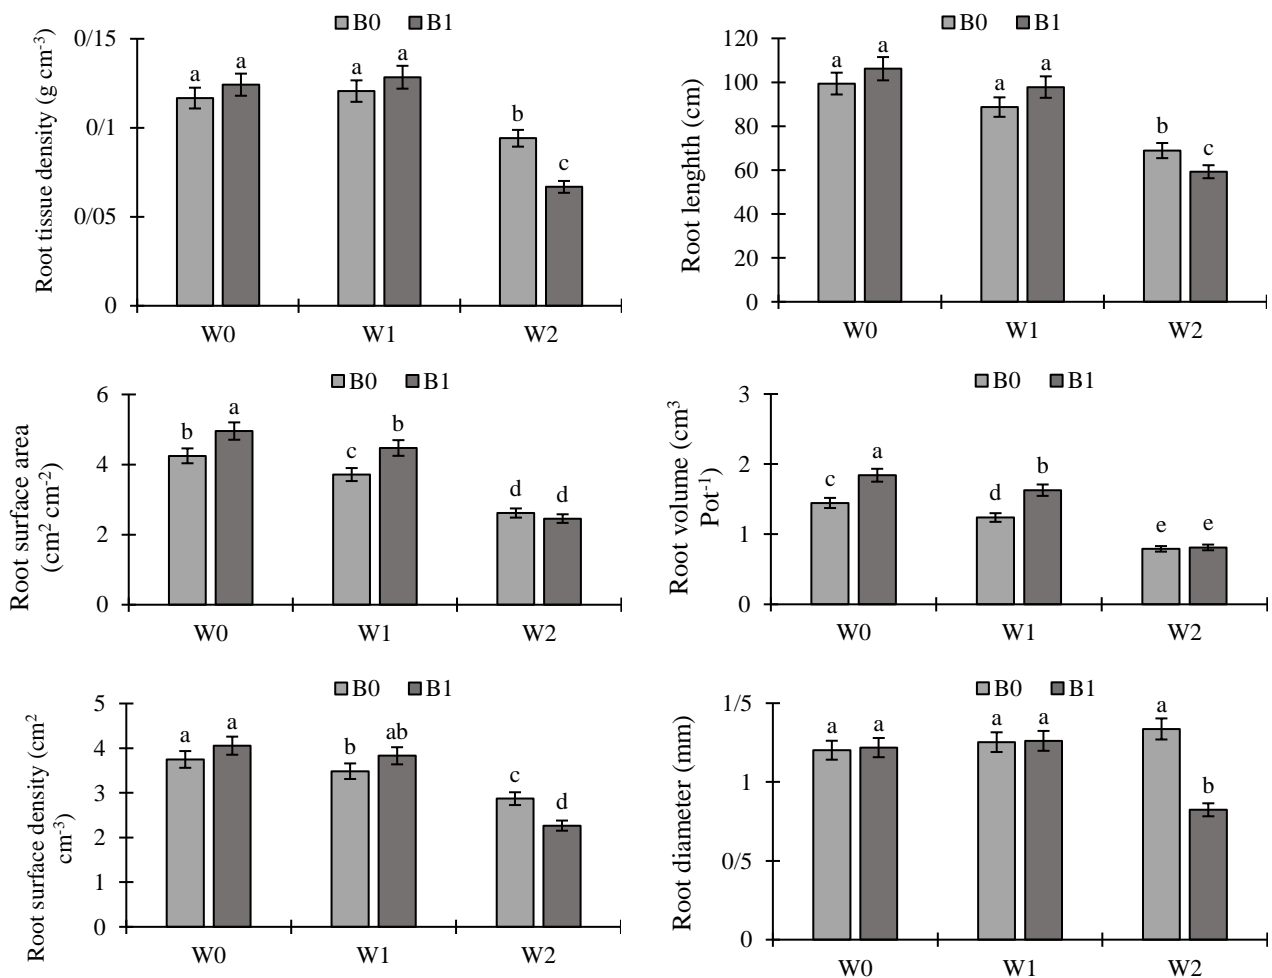 B0 B1
Root tissue density (g cm⁻³)
0/15
0/1
0/05
0
a a a a b c
W0 W1 W2
B0 B1
Root lenghth (cm)
120
100
80
60
40
20
0
a a a a b c
W0 W1 W2
B0 B1
Root surface area
(cm² cm⁻²)
6
4
2
0
b a c b d d
W0 W1 W2
B0 B1
Root volume (cm³
Pot⁻¹)
3
2
1
0
c a d b e e
W0 W1 W2
B0 B1
Root surface density (cm²
cm⁻³)
5
4
3
2
1
0
a a b ab c d
W0 W1 W2
B0 B1
Root diameter (mm)
1/5
1
0/5
0
a a a a a b
W0 W1 W2